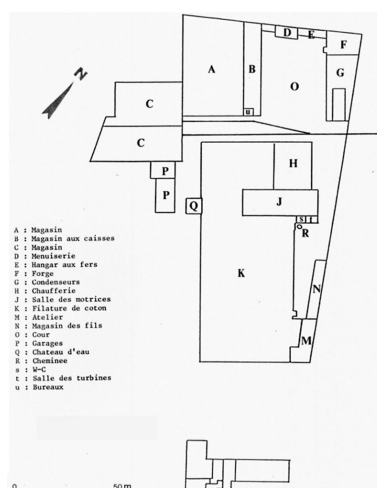 D
E
F
A
B
G
O
C
u
N
C
H
P
P
J
Q
s
t
R
K
N
M
A : Magasin
B : Magasin aux caisses
C : Magasin
D : Menuiserie
E : Hangar aux fers
F : Forge
G : Condenseurs
H : Chaufferie
J : Salle des motrices
K : Filature de coton
M : Atelier
N : Magasin des fils
O : Cour
P : Garages
Q : Chateau d'eau
R : Cheminee
s : W-C
t : Salle des turbines
u : Bureaux
0 50 m